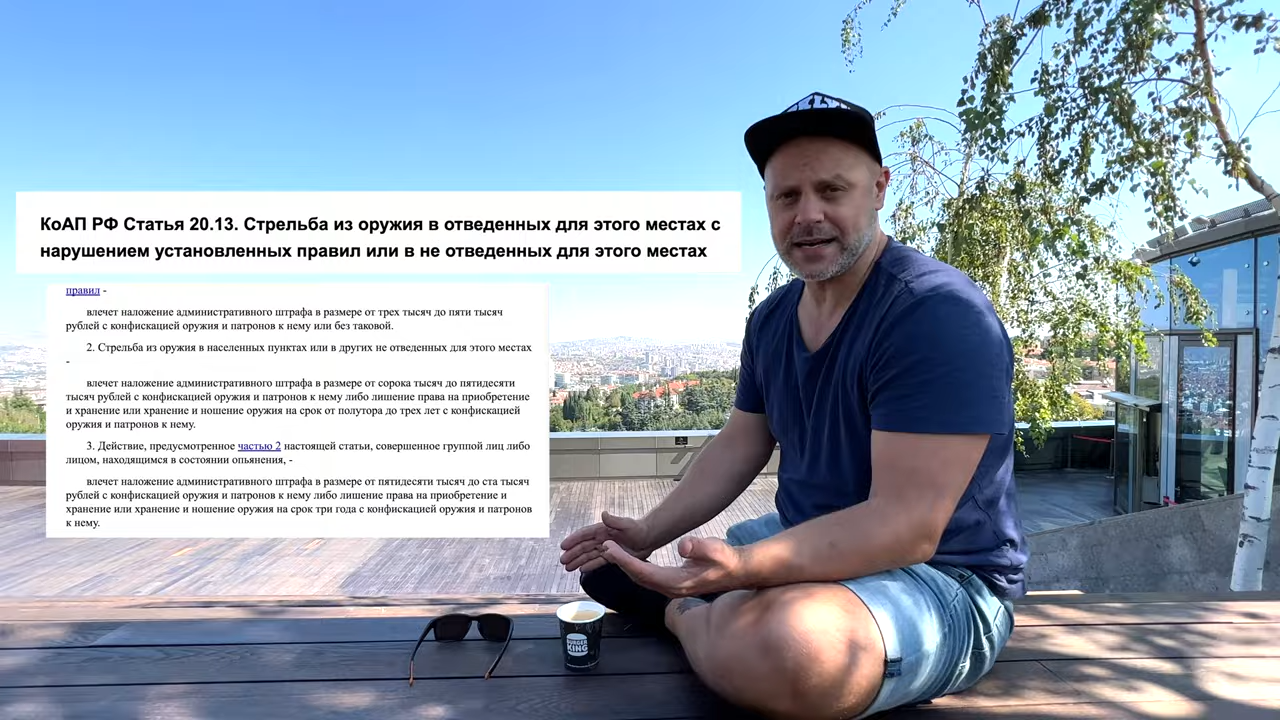 КоАП РФ Статья 20.13. Стрельба из оружия в отведенных для этого местах с
нарушением установленных правил или в не отведенных для этого местах
правил -
влечет наложение административного штрафа в размере от трех тысяч до пяти тысяч
рублей с конфискацией оружия и патронов к нему или без таковой.
2. Стрельба из оружия в населенных пунктах или в других не отведенных для этого местах
-
влечет наложение административного штрафа в размере от сорока тысяч до пятидесяти
тысяч рублей с конфискацией оружия и патронов к нему либо лишение права на приобретение
и хранение или хранение и ношение оружия на срок от полутора до трех лет с конфискацией
оружия и патронов к нему.
3. Действие, предусмотренное частью 2 настоящей статьи, совершенное группой лиц либо
лицом, находящимся в состоянии опьянения, -
влечет наложение административного штрафа в размере от пятидесяти тысяч до ста тысяч
рублей с конфискацией оружия и патронов к нему либо лишение права на приобретение и
хранение или хранение и ношение оружия на срок три года с конфискацией оружия и патронов
к нему.
BURGER
KING